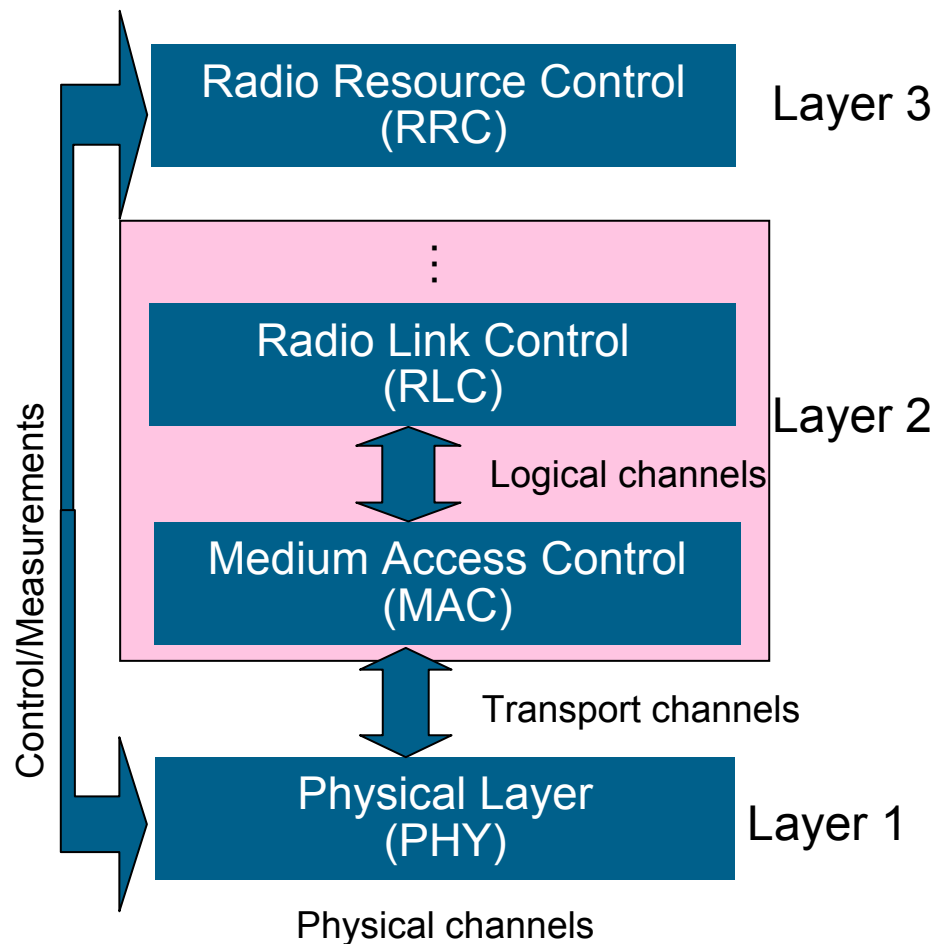 Radio Resource Control
(RRC)
Layer 3
⋮
Radio Link Control
(RLC)
Layer 2
Logical channels
Medium Access Control
(MAC)
Control/Measurements
Transport channels
Physical Layer
(PHY)
Layer 1
Physical channels